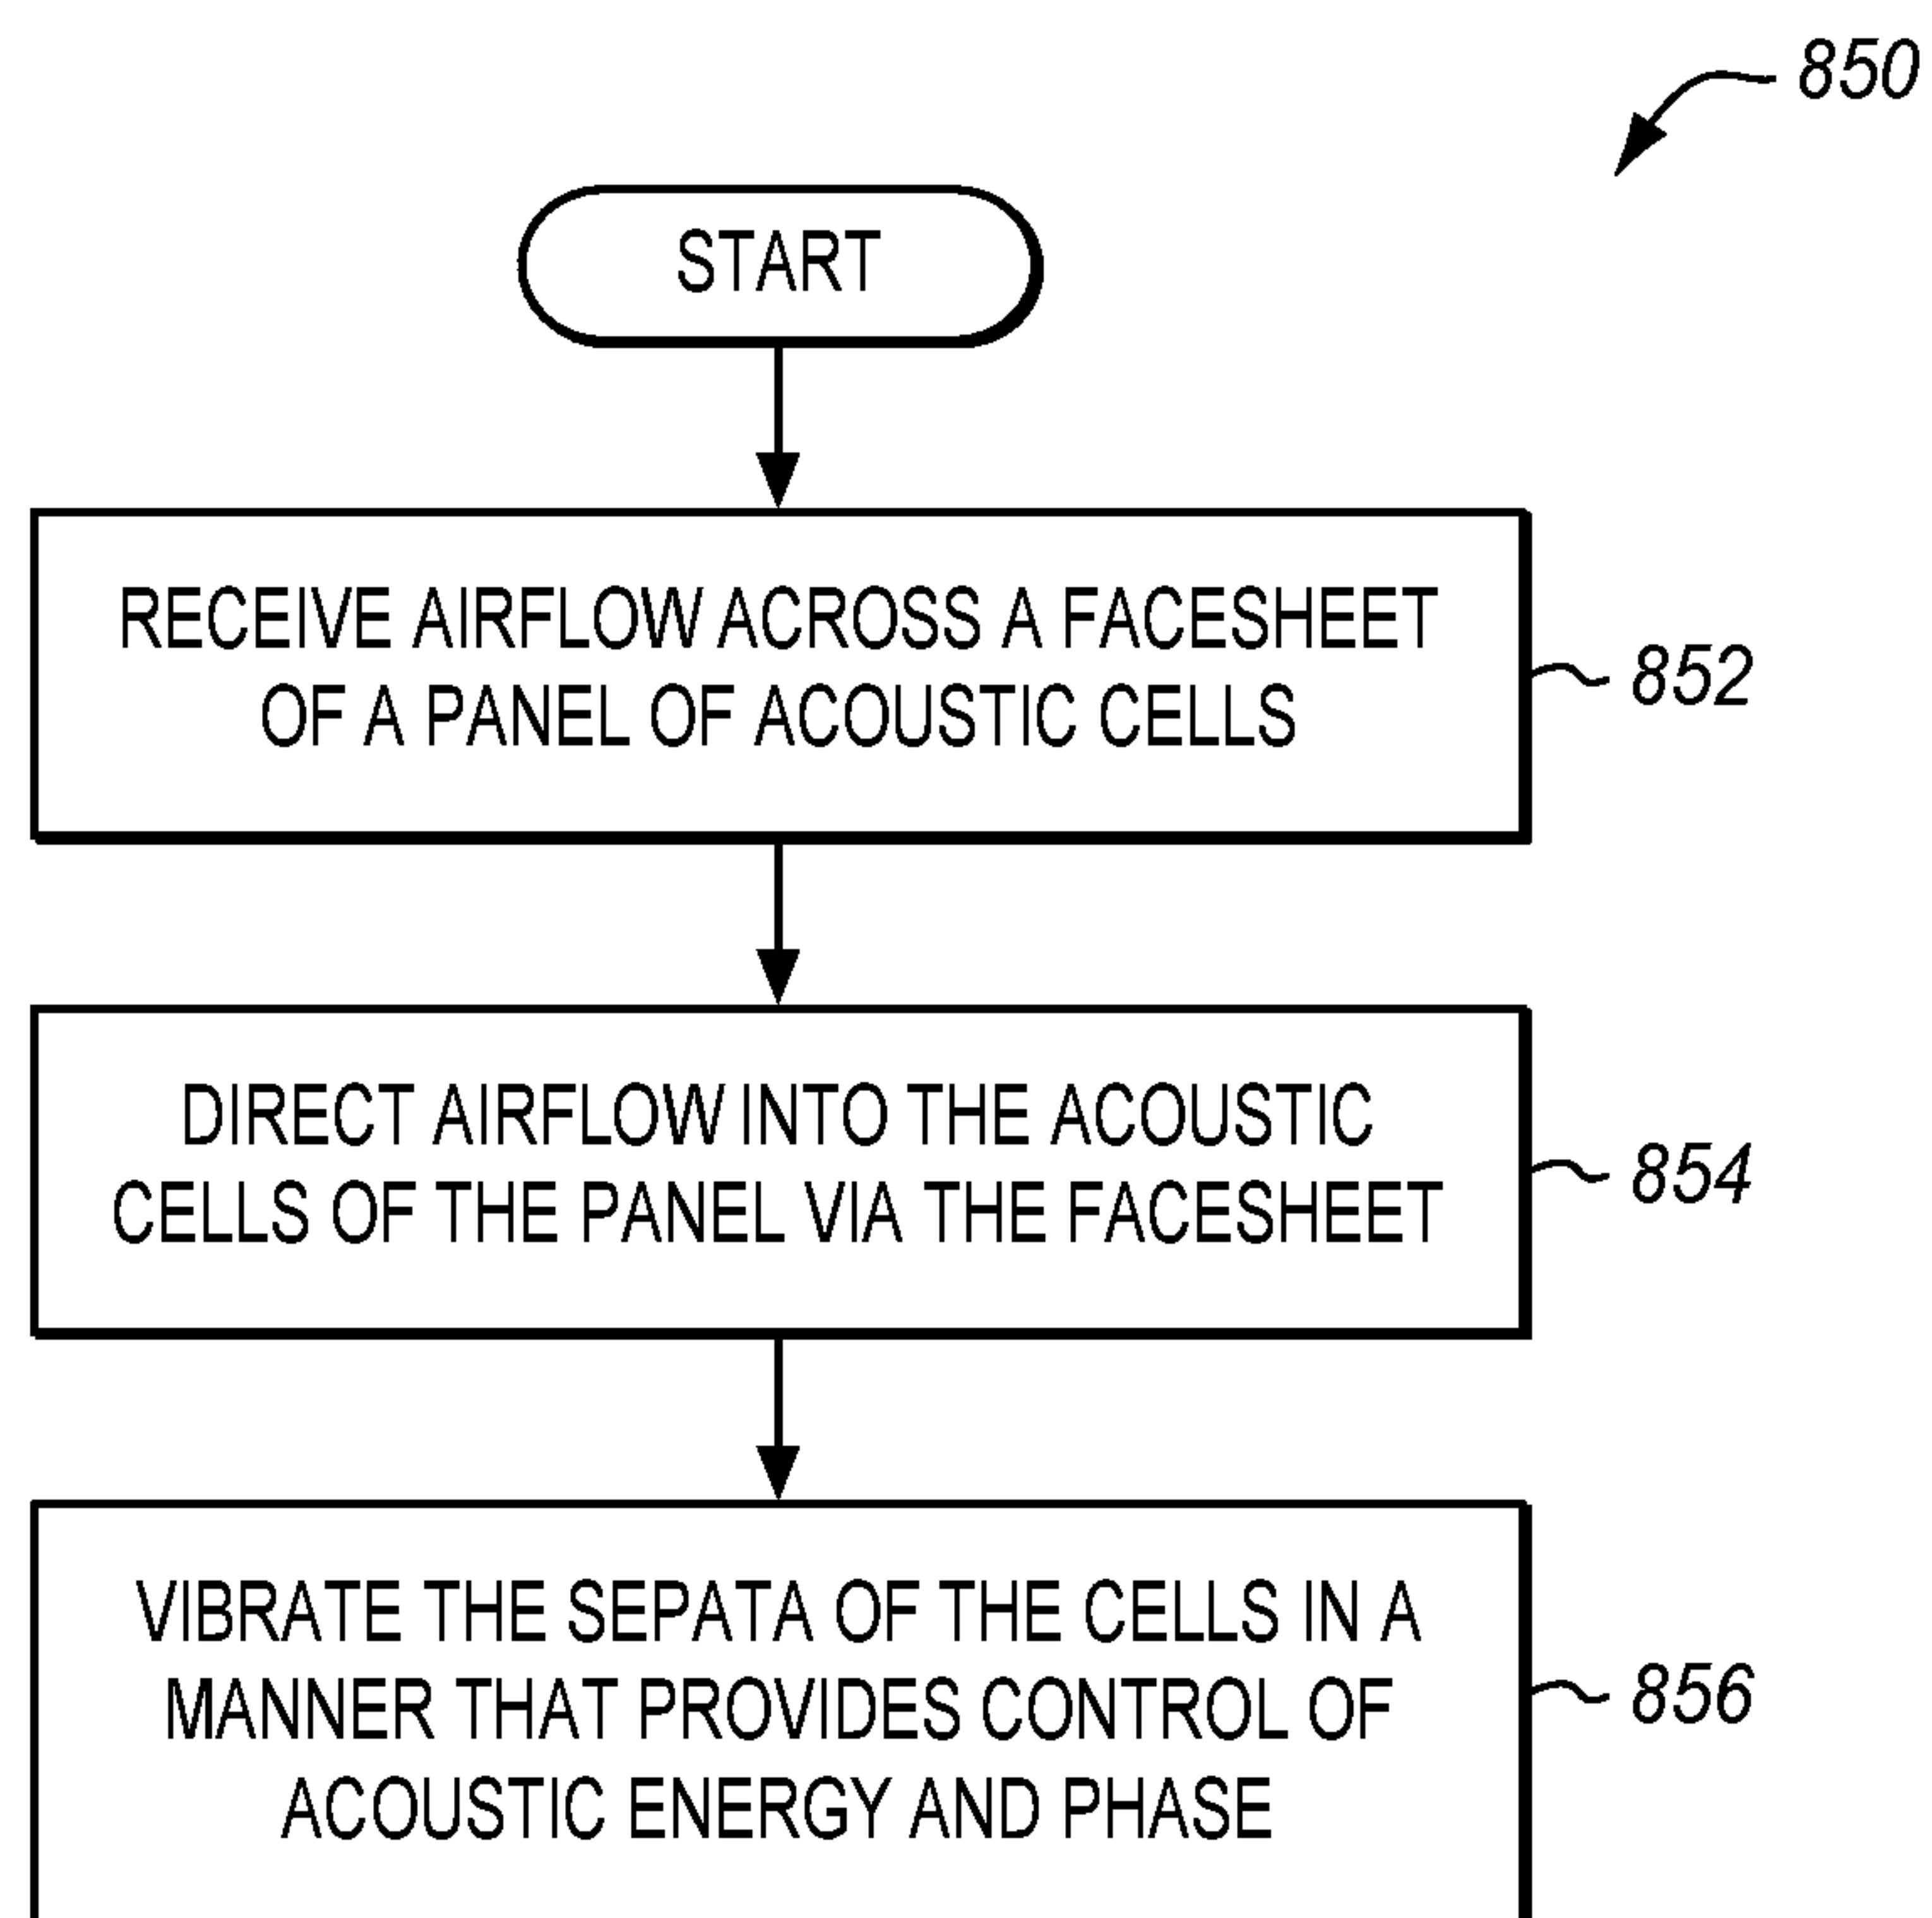 850
START
RECEIVE AIRFLOW ACROSS A FACESHEET
OF A PANEL OF ACOUSTIC CELLS
852
DIRECT AIRFLOW INTO THE ACOUSTIC
CELLS OF THE PANEL VIA THE FACESHEET
854
VIBRATE THE SEPATA OF THE CELLS IN A
MANNER THAT PROVIDES CONTROL OF
ACOUSTIC ENERGY AND PHASE
856